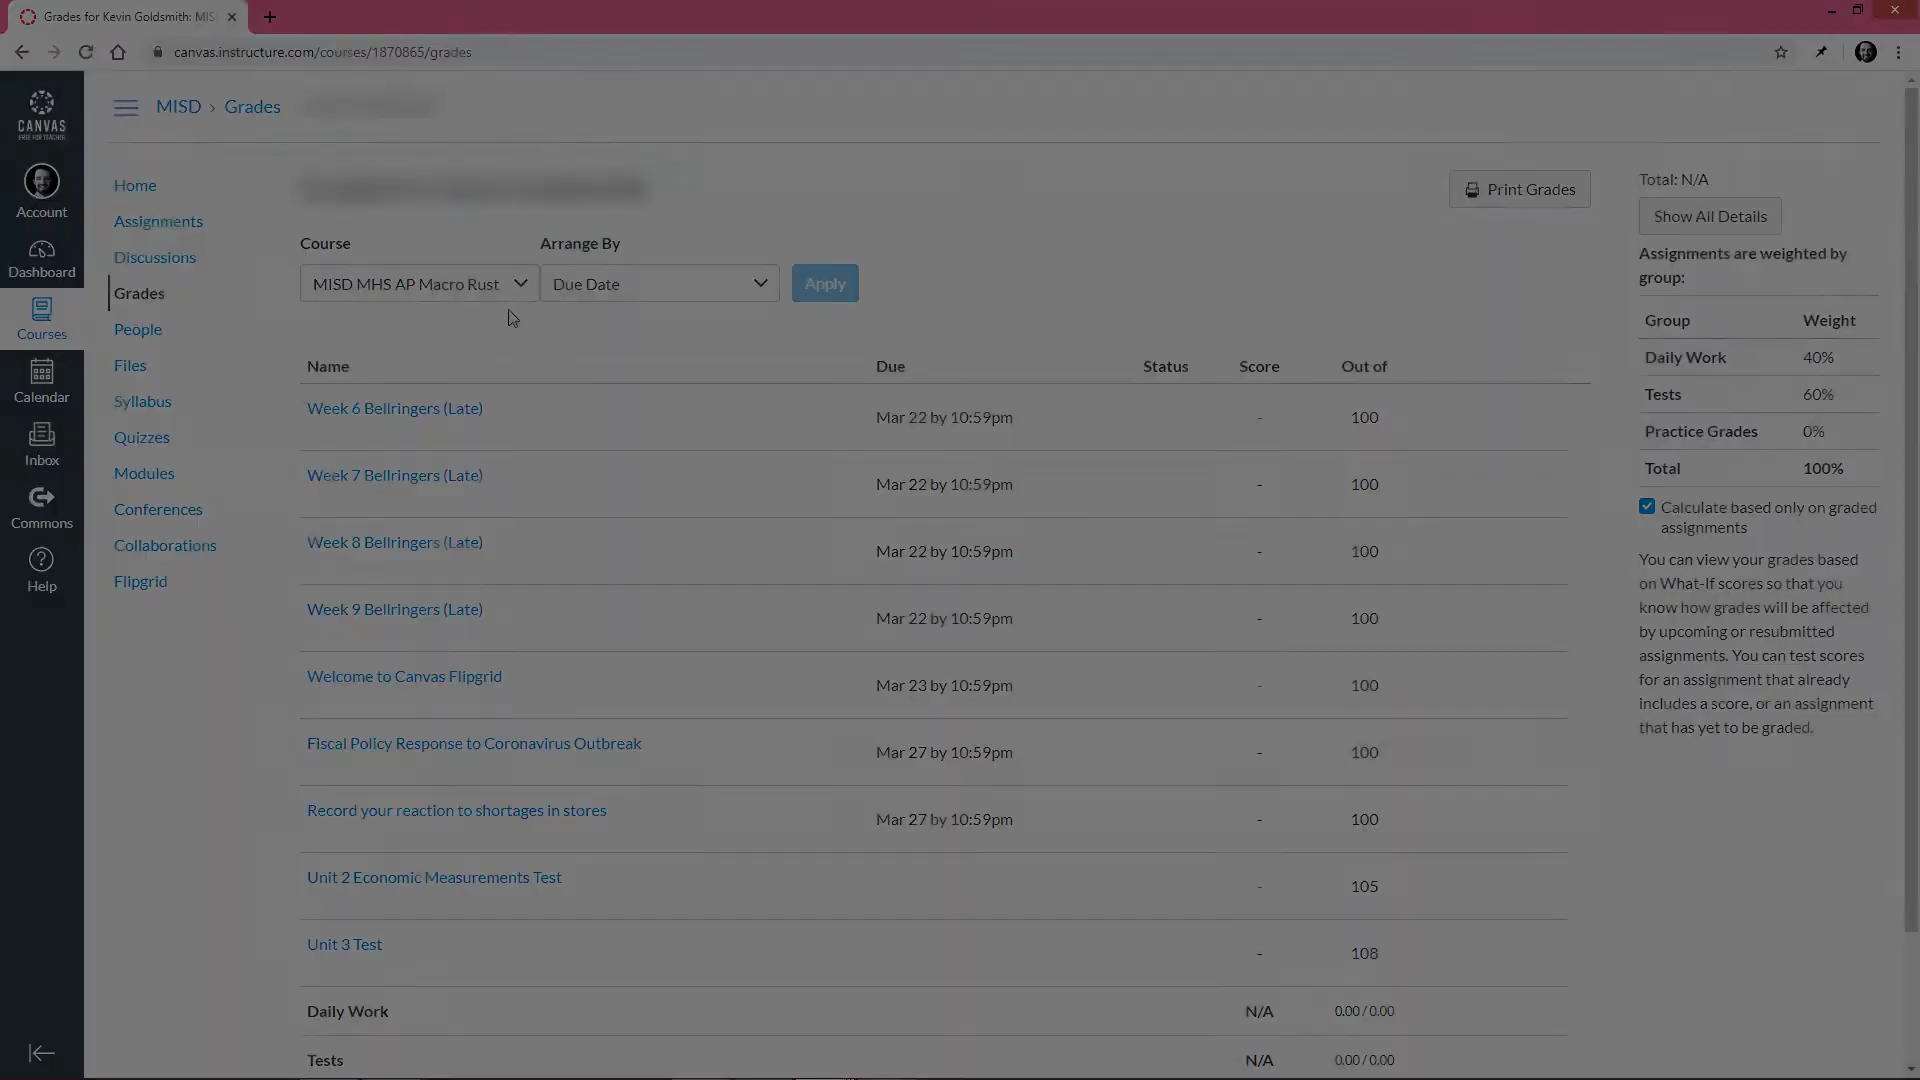 Grades for Kevin Goldsmith: MIS
canvas.instructure.com/courses/1870865/grades
CANVAS
FREE FOR TEACHER
Account
Dashboard
Courses
Calendar
Inbox
Commons
Help
MISD › Grades
Home
Assignments
Discussions
Grades
People
Files
Syllabus
Quizzes
Modules
Conferences
Collaborations
Flipgrid
Print Grades
Course Arrange By
MISD MHS AP Macro Rust Due Date Apply
Name Due Status Score Out of
Week 6 Bellringers (Late) Mar 22 by 10:59pm - 100
Week 7 Bellringers (Late) Mar 22 by 10:59pm - 100
Week 8 Bellringers (Late) Mar 22 by 10:59pm - 100
Week 9 Bellringers (Late) Mar 22 by 10:59pm - 100
Welcome to Canvas Flipgrid Mar 23 by 10:59pm - 100
Fiscal Policy Response to Coronavirus Outbreak Mar 27 by 10:59pm - 100
Record your reaction to shortages in stores Mar 27 by 10:59pm - 100
Unit 2 Economic Measurements Test - 105
Unit 3 Test - 108
Daily Work N/A 0.00 / 0.00
Tests N/A 0.00 / 0.00
Total: N/A
Show All Details
Assignments are weighted by
group:
Group Weight
Daily Work 40%
Tests 60%
Practice Grades 0%
Total 100%
Calculate based only on graded
assignments
You can view your grades based
on What-If scores so that you
know how grades will be affected
by upcoming or resubmitted
assignments. You can test scores
for an assignment that already
includes a score, or an assignment
that has yet to be graded.